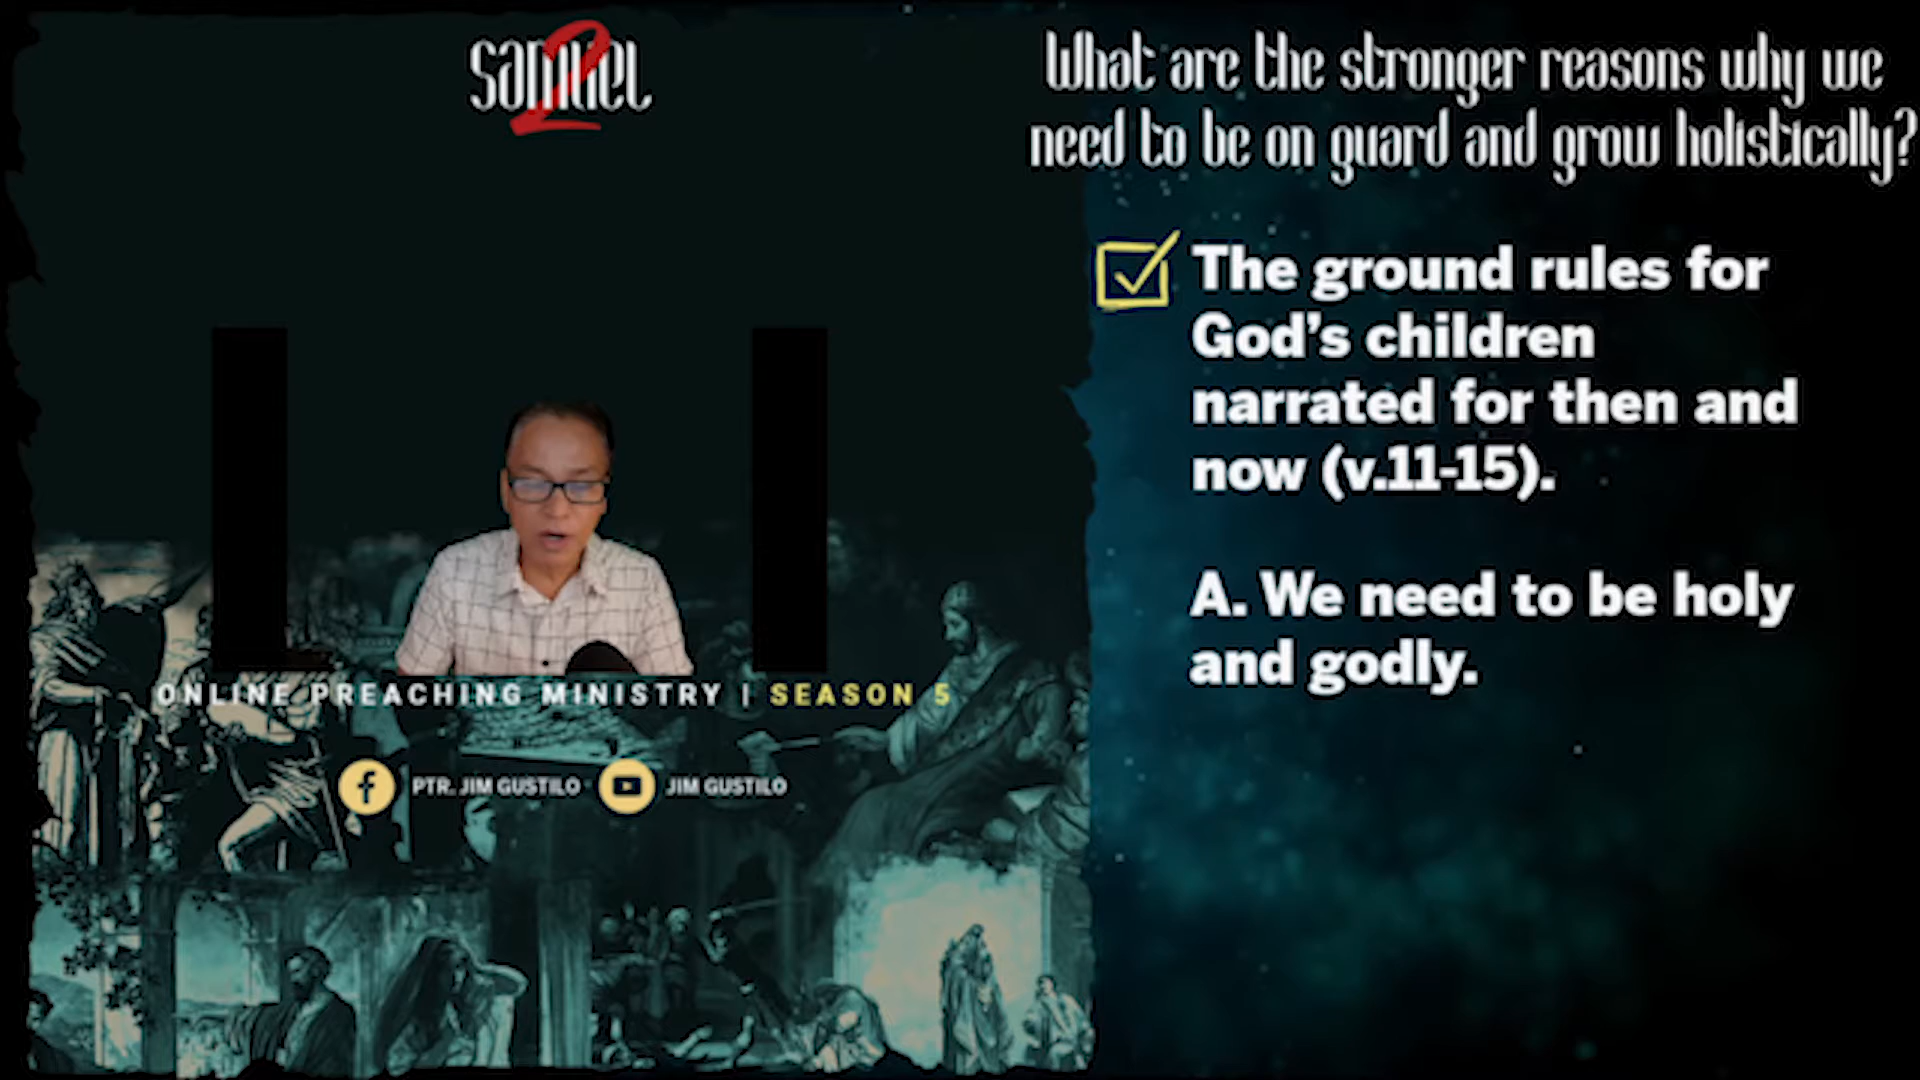 samuel
2
What are the stronger reasons why we
need to be on guard and grow holistically?
The ground rules for
God's children
narrated for then and
now (v.11-15).
A. We need to be holy
and godly.
ONLINE PREACHING MINISTRY | SEASON 5
PTR. JIM GUSTILO
JIM GUSTILO